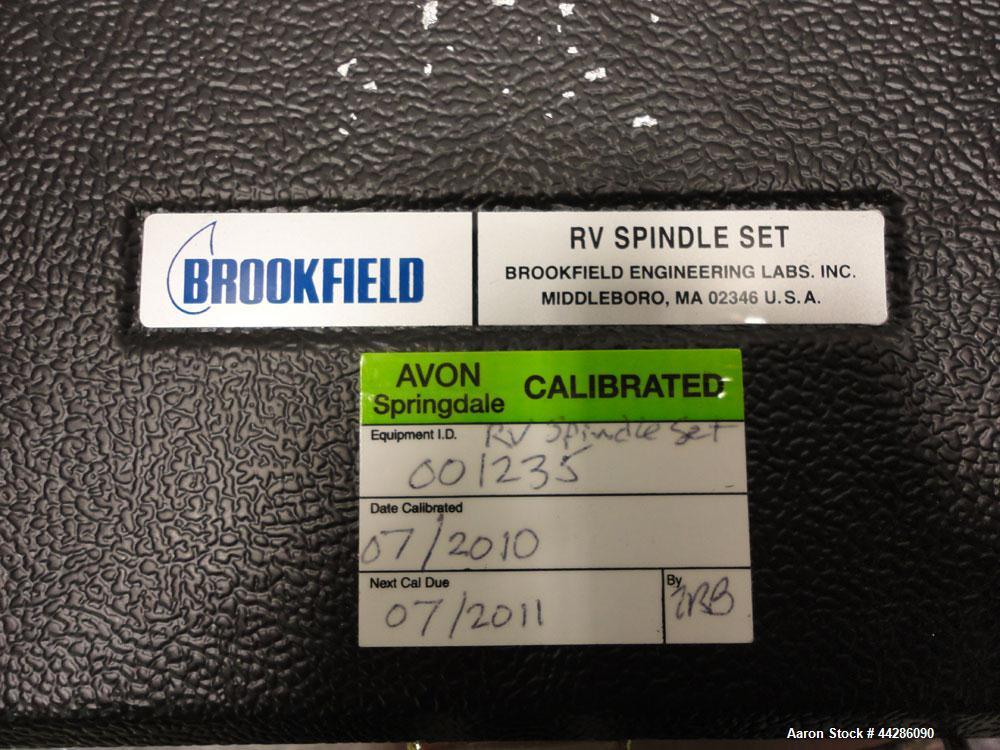 BROOKFIELD
RV SPINDLE SET
BROOKFIELD ENGINEERING LABS. INC.
MIDDLEBORO, MA 02346 U.S.A.
AVON
Springdale
CALIBRATED
Equipment I.D. RV Spindle Set
001235
Date Calibrated
07/2010
Next Cal Due
07/2011
By
Aaron Stock # 44286090